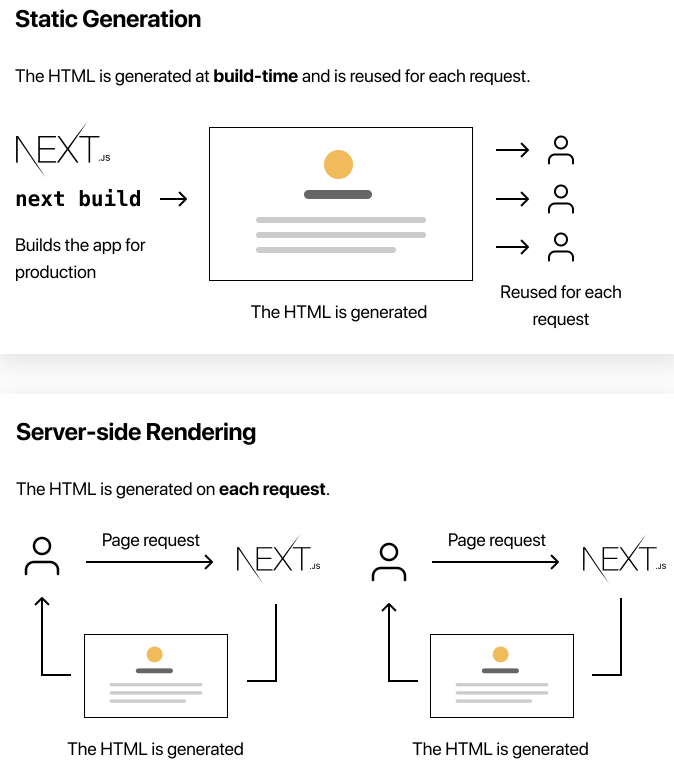 Static Generation
The HTML is generated at build-time and is reused for each request.
NEXT.JS
next build
Builds the app for
production
The HTML is generated
Reused for each
request
Server-side Rendering
The HTML is generated on each request.
Page request
NEXT.JS
The HTML is generated
Page request
NEXT.JS
The HTML is generated